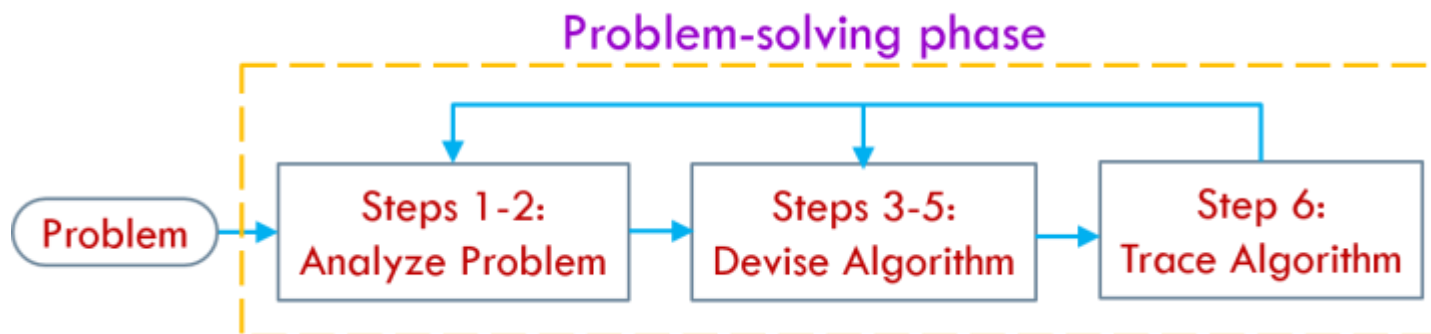 Problem-solving phase
Problem
Steps 1-2:
Analyze Problem
Steps 3-5:
Devise Algorithm
Step 6:
Trace Algorithm